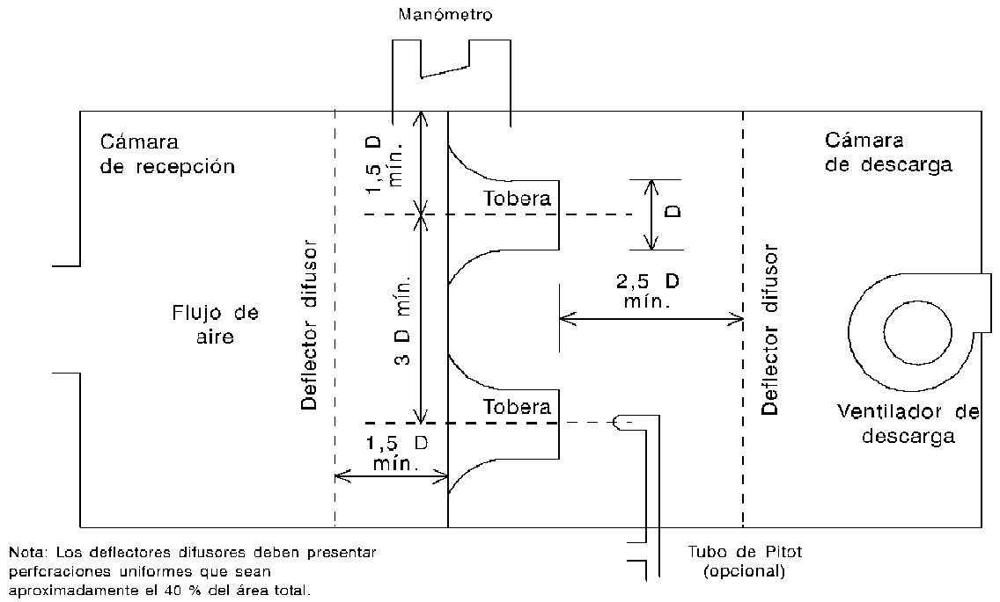 Manómetro
Cámara
de recepción
1,5 D
mín.
Cámara
de descarga
Tobera
D
Deflector difusor
2,5 D
mín.
Deflector difusor
Flujo de
aire
3 D mín.
Tobera
Ventilador de
descarga
1,5 D
mín.
Nota: Los deflectores difusores deben presentar
perforaciones uniformes que sean
aproximadamente el 40 % del área total.
Tubo de Pitot
(opcional)